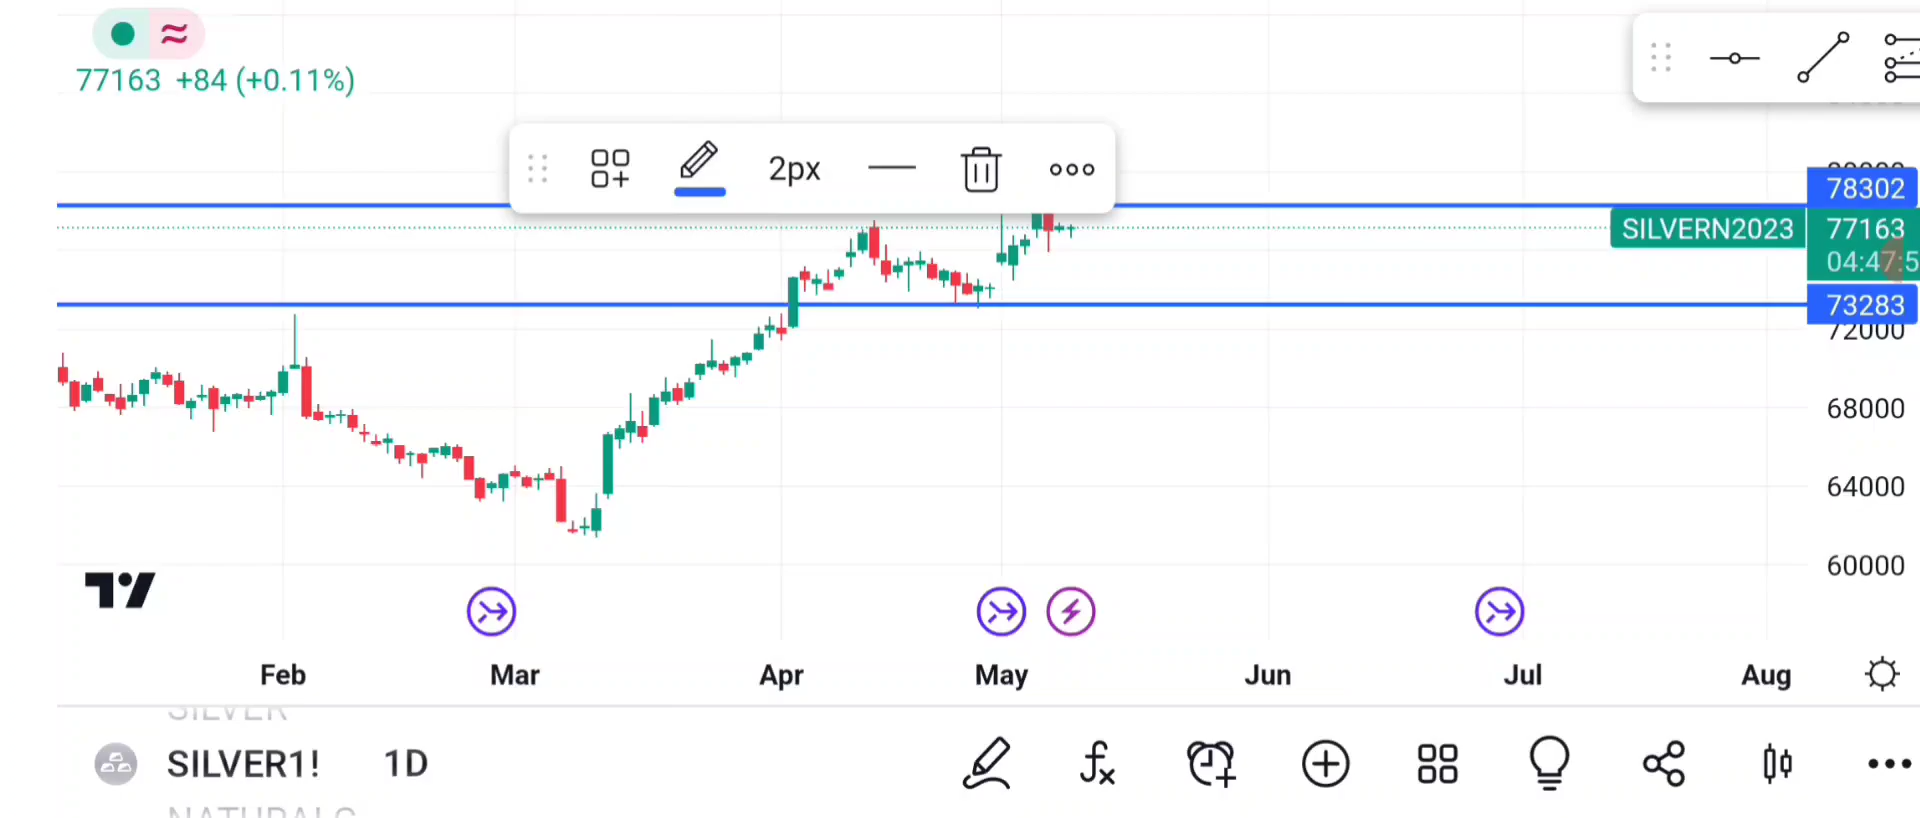 77163 +84 (+0.11%)
2px
78302
SILVERN2023 77163
04:47:5
73283
72000
68000
64000
60000
Feb Mar Apr May Jun Jul Aug
SILVER
SILVER1! 1D